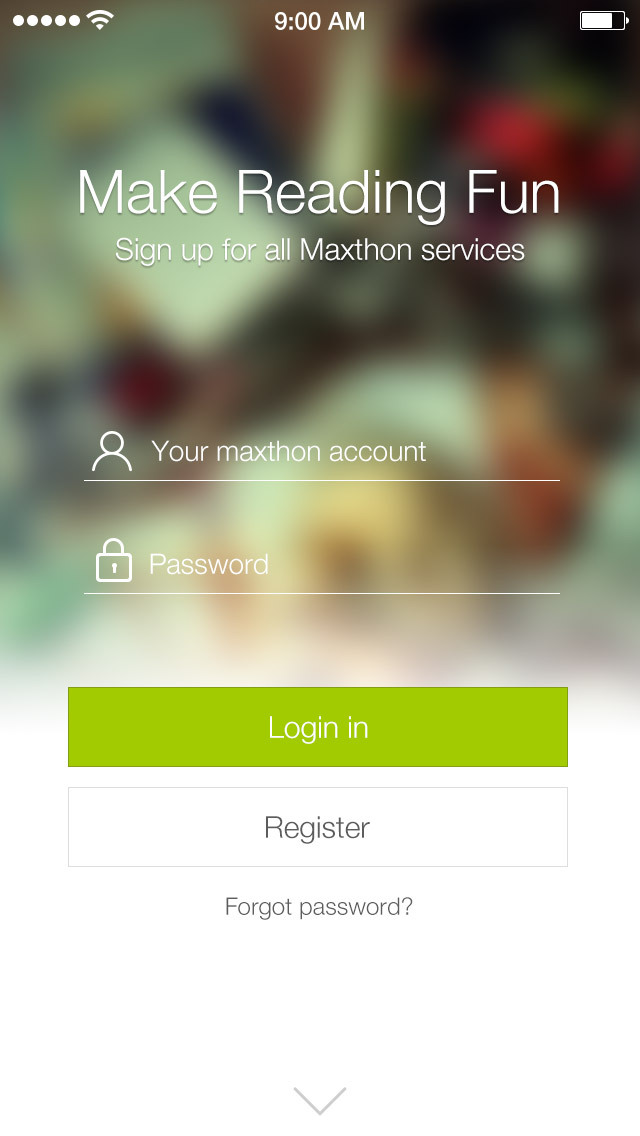 9:00 AM
Make Reading Fun
Sign up for all Maxthon services
Your maxthon account
Password
Login in
Register
Forgot password?